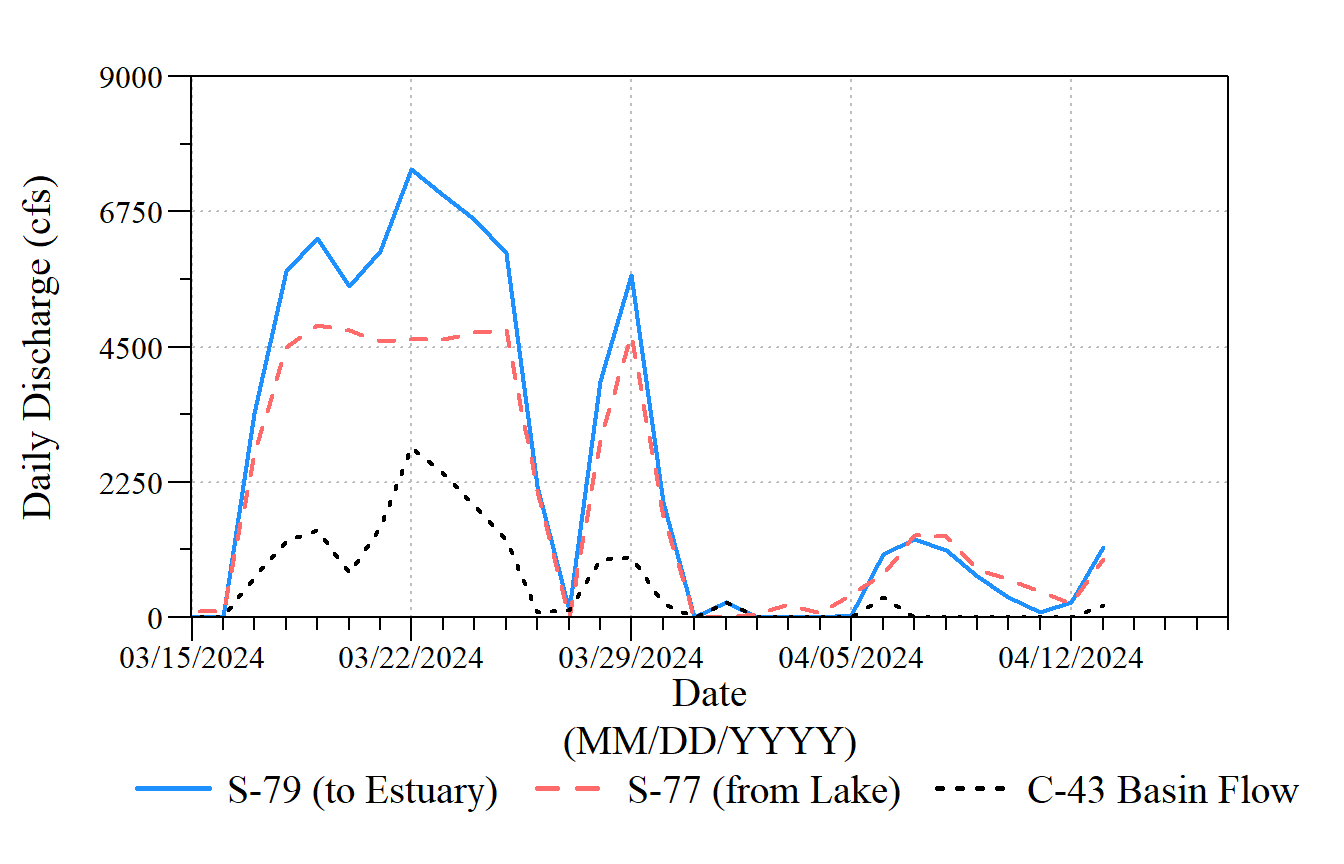 9000
6750
4500
2250
0
Daily Discharge (cfs)
03/15/2024 03/22/2024 03/29/2024 04/05/2024 04/12/2024
Date
(MM/DD/YYYY)
S-79 (to Estuary) S-77 (from Lake) C-43 Basin Flow